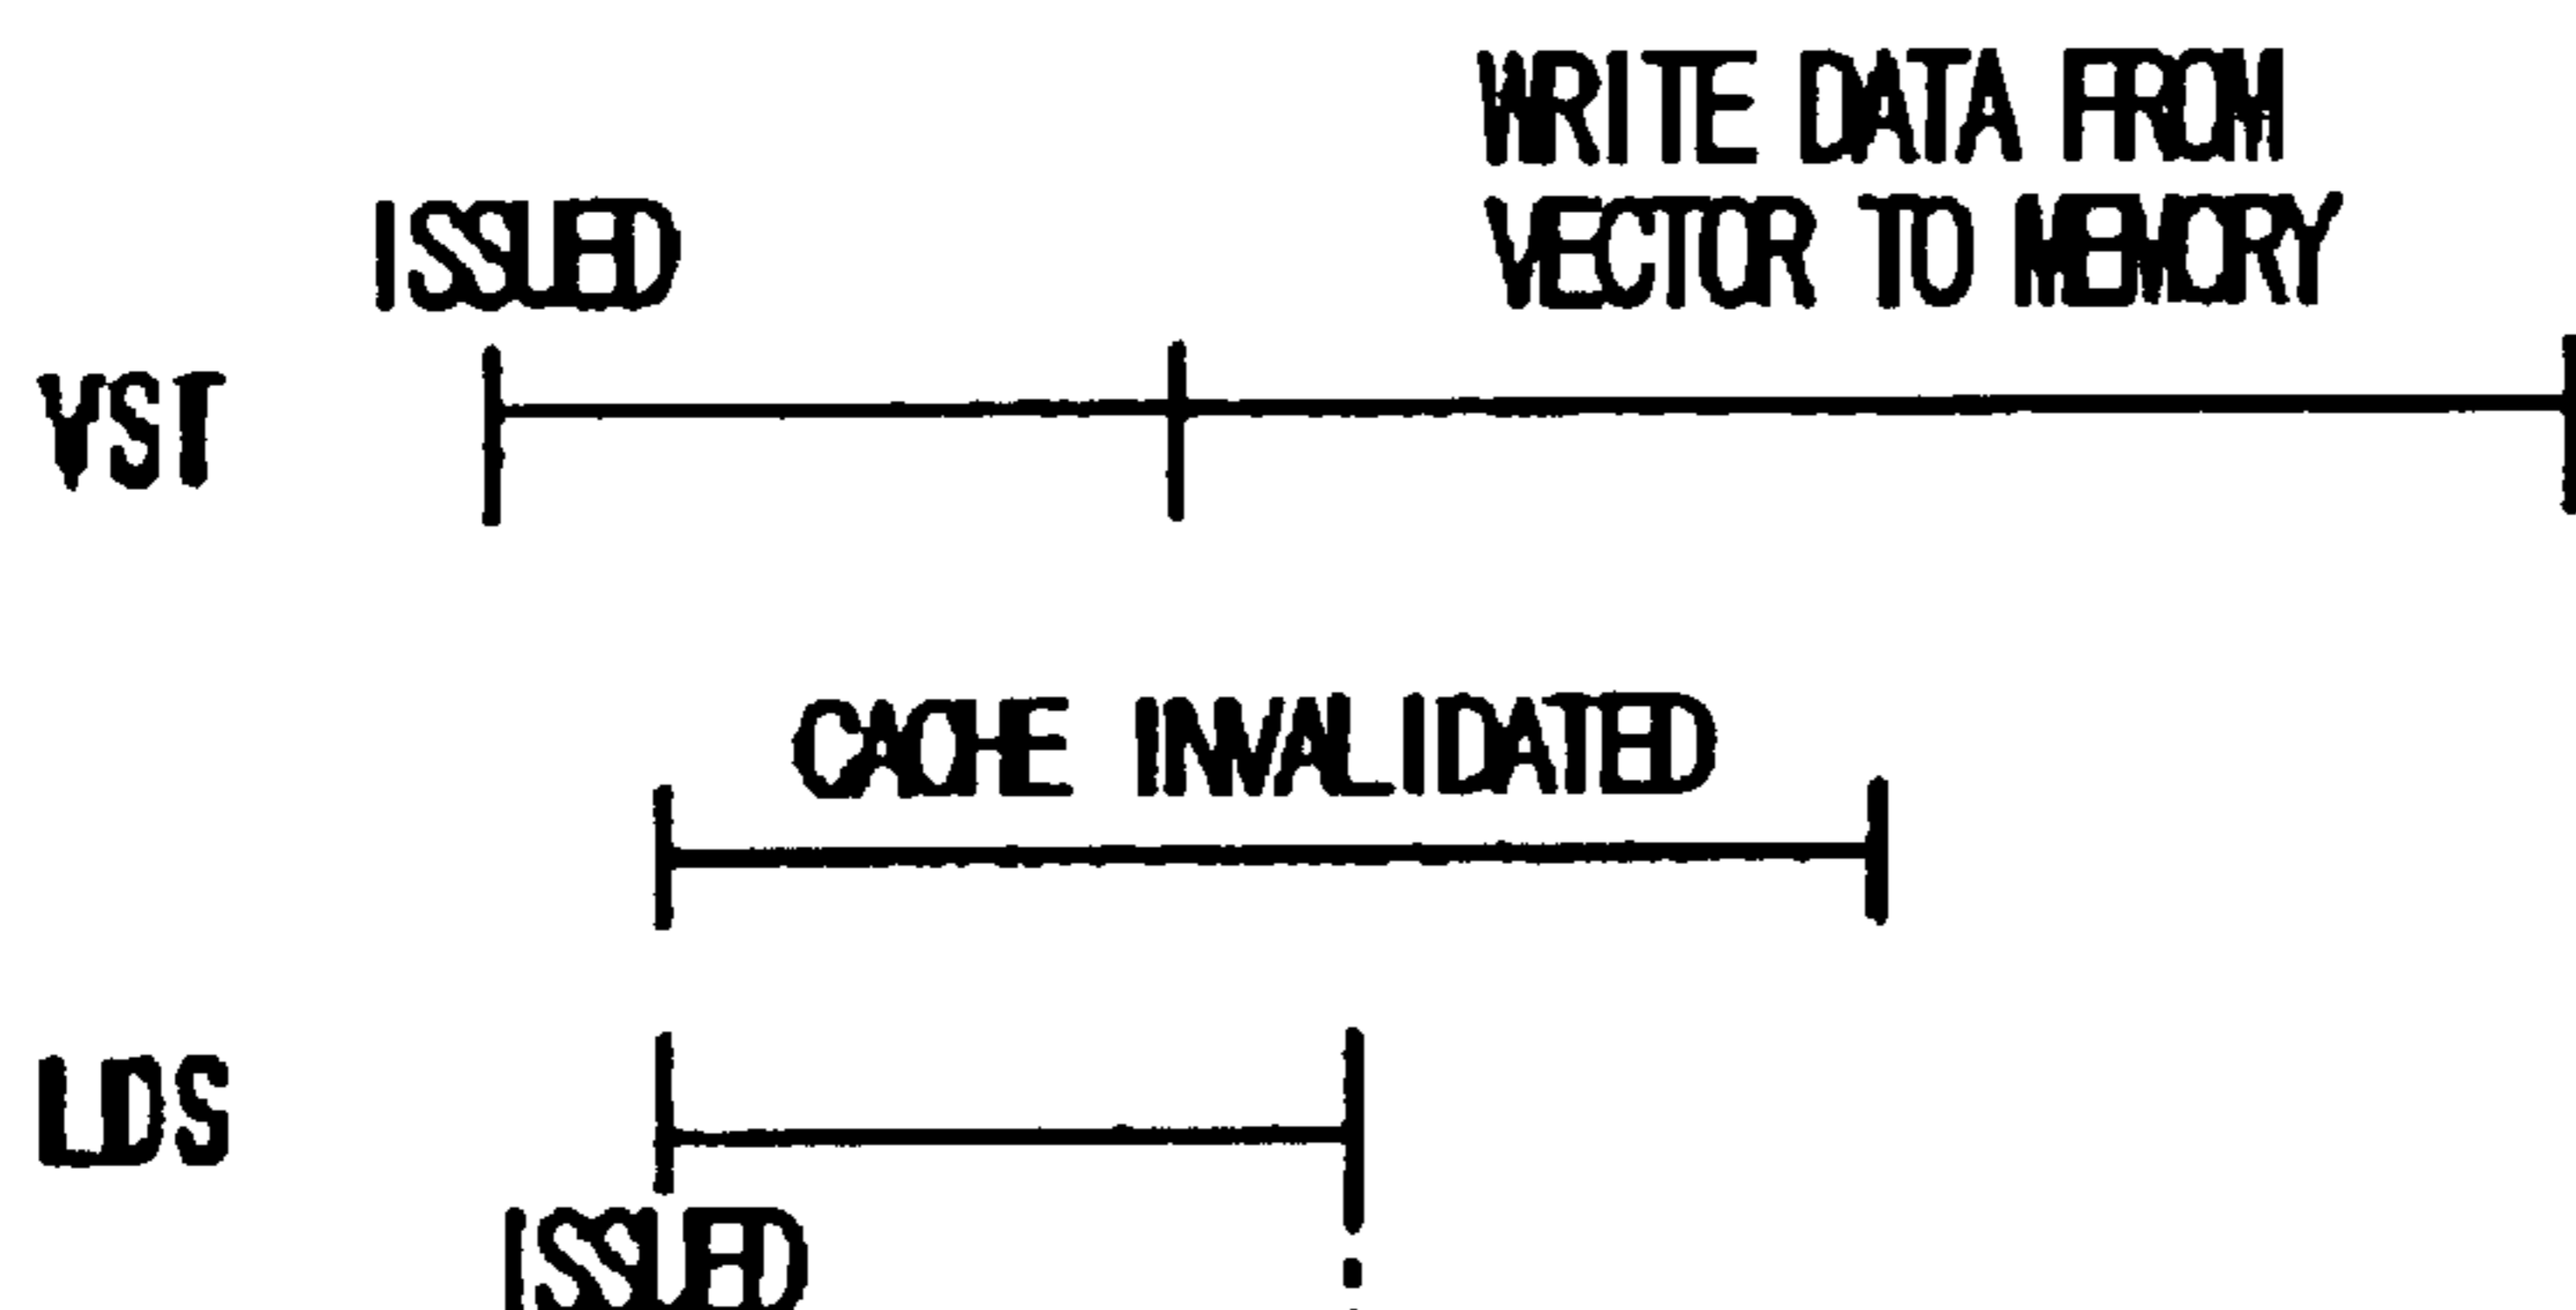 WRITE DATA FROM
VECTOR TO MEMORY
ISSUED
VST
CACHE INVALIDATED
LDS
ISSUED